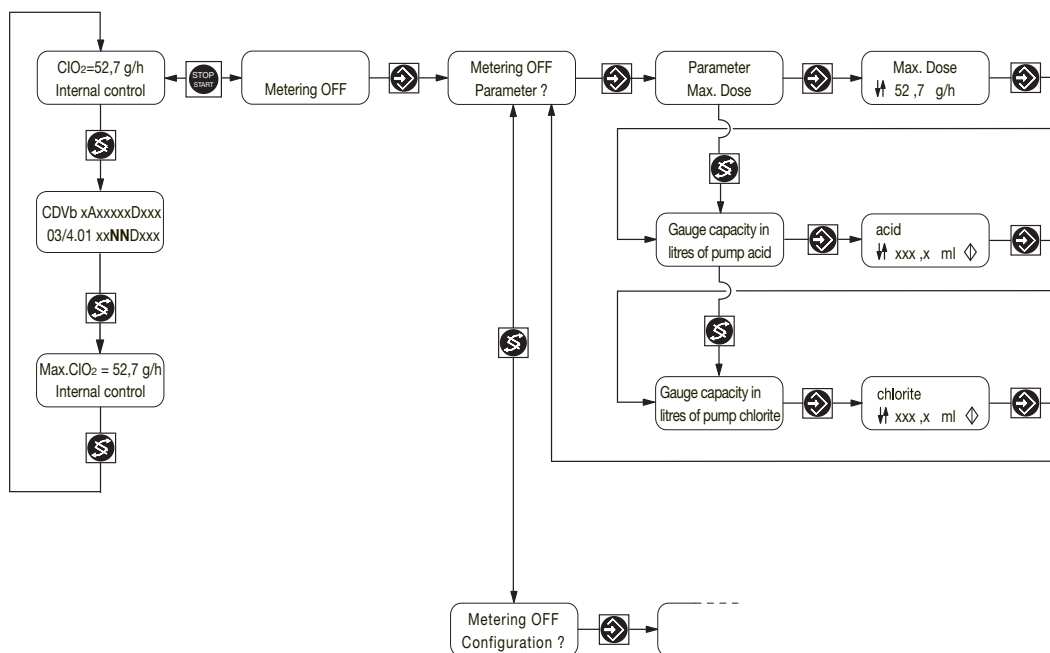 ClO2=52,7 g/h
Internal control
STOP
START
Metering OFF
Metering OFF
Parameter ?
Parameter
Max. Dose
Max. Dose
52 ,7 g/h
CDVb xAxxxxxDxxx
03/4.01 xxNNDxxx
Gauge capacity in
litres of pump acid
acid
xxx ,x ml
Max.ClO2 = 52,7 g/h
Internal control
Gauge capacity in
litres of pump chlorite
chlorite
xxx ,x ml
Metering OFF
Configuration ?